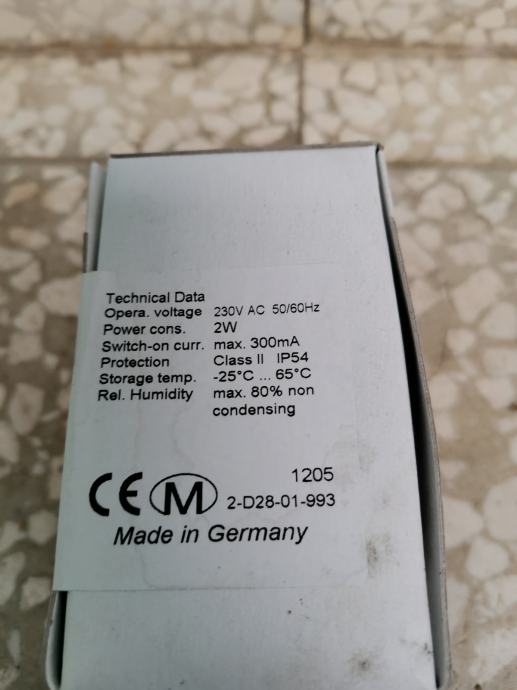 Technical Data
Opera. voltage 230V AC 50/60Hz
Power cons. 2W
Switch-on curr. max. 300mA
Protection Class II IP54
Storage temp. -25°C ... 65°C
Rel. Humidity max. 80% non
condensing
1205
CE M 2-D28-01-993
Made in Germany